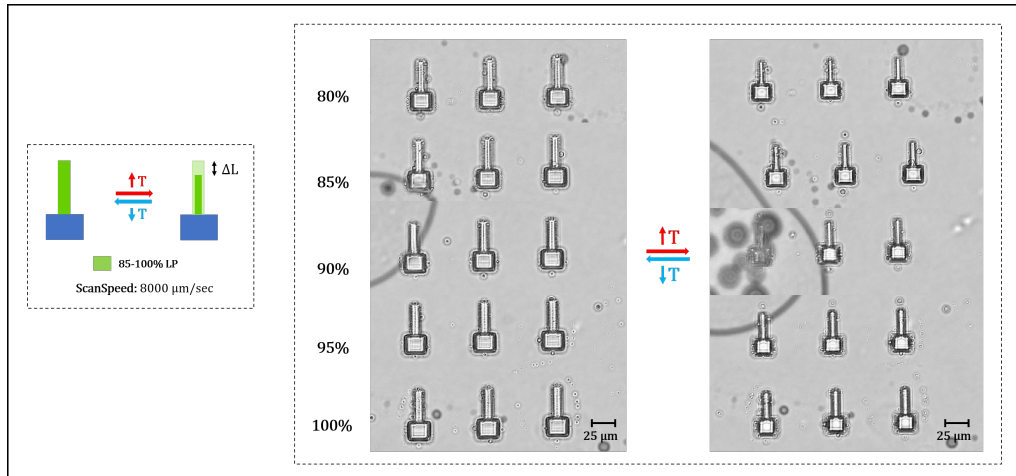 ΔL
↑T
↓T
85-100% LP
ScanSpeed: 8000 μm/sec
80%
85%
90%
95%
100%
25 μm
↑T
↓T
25 μm